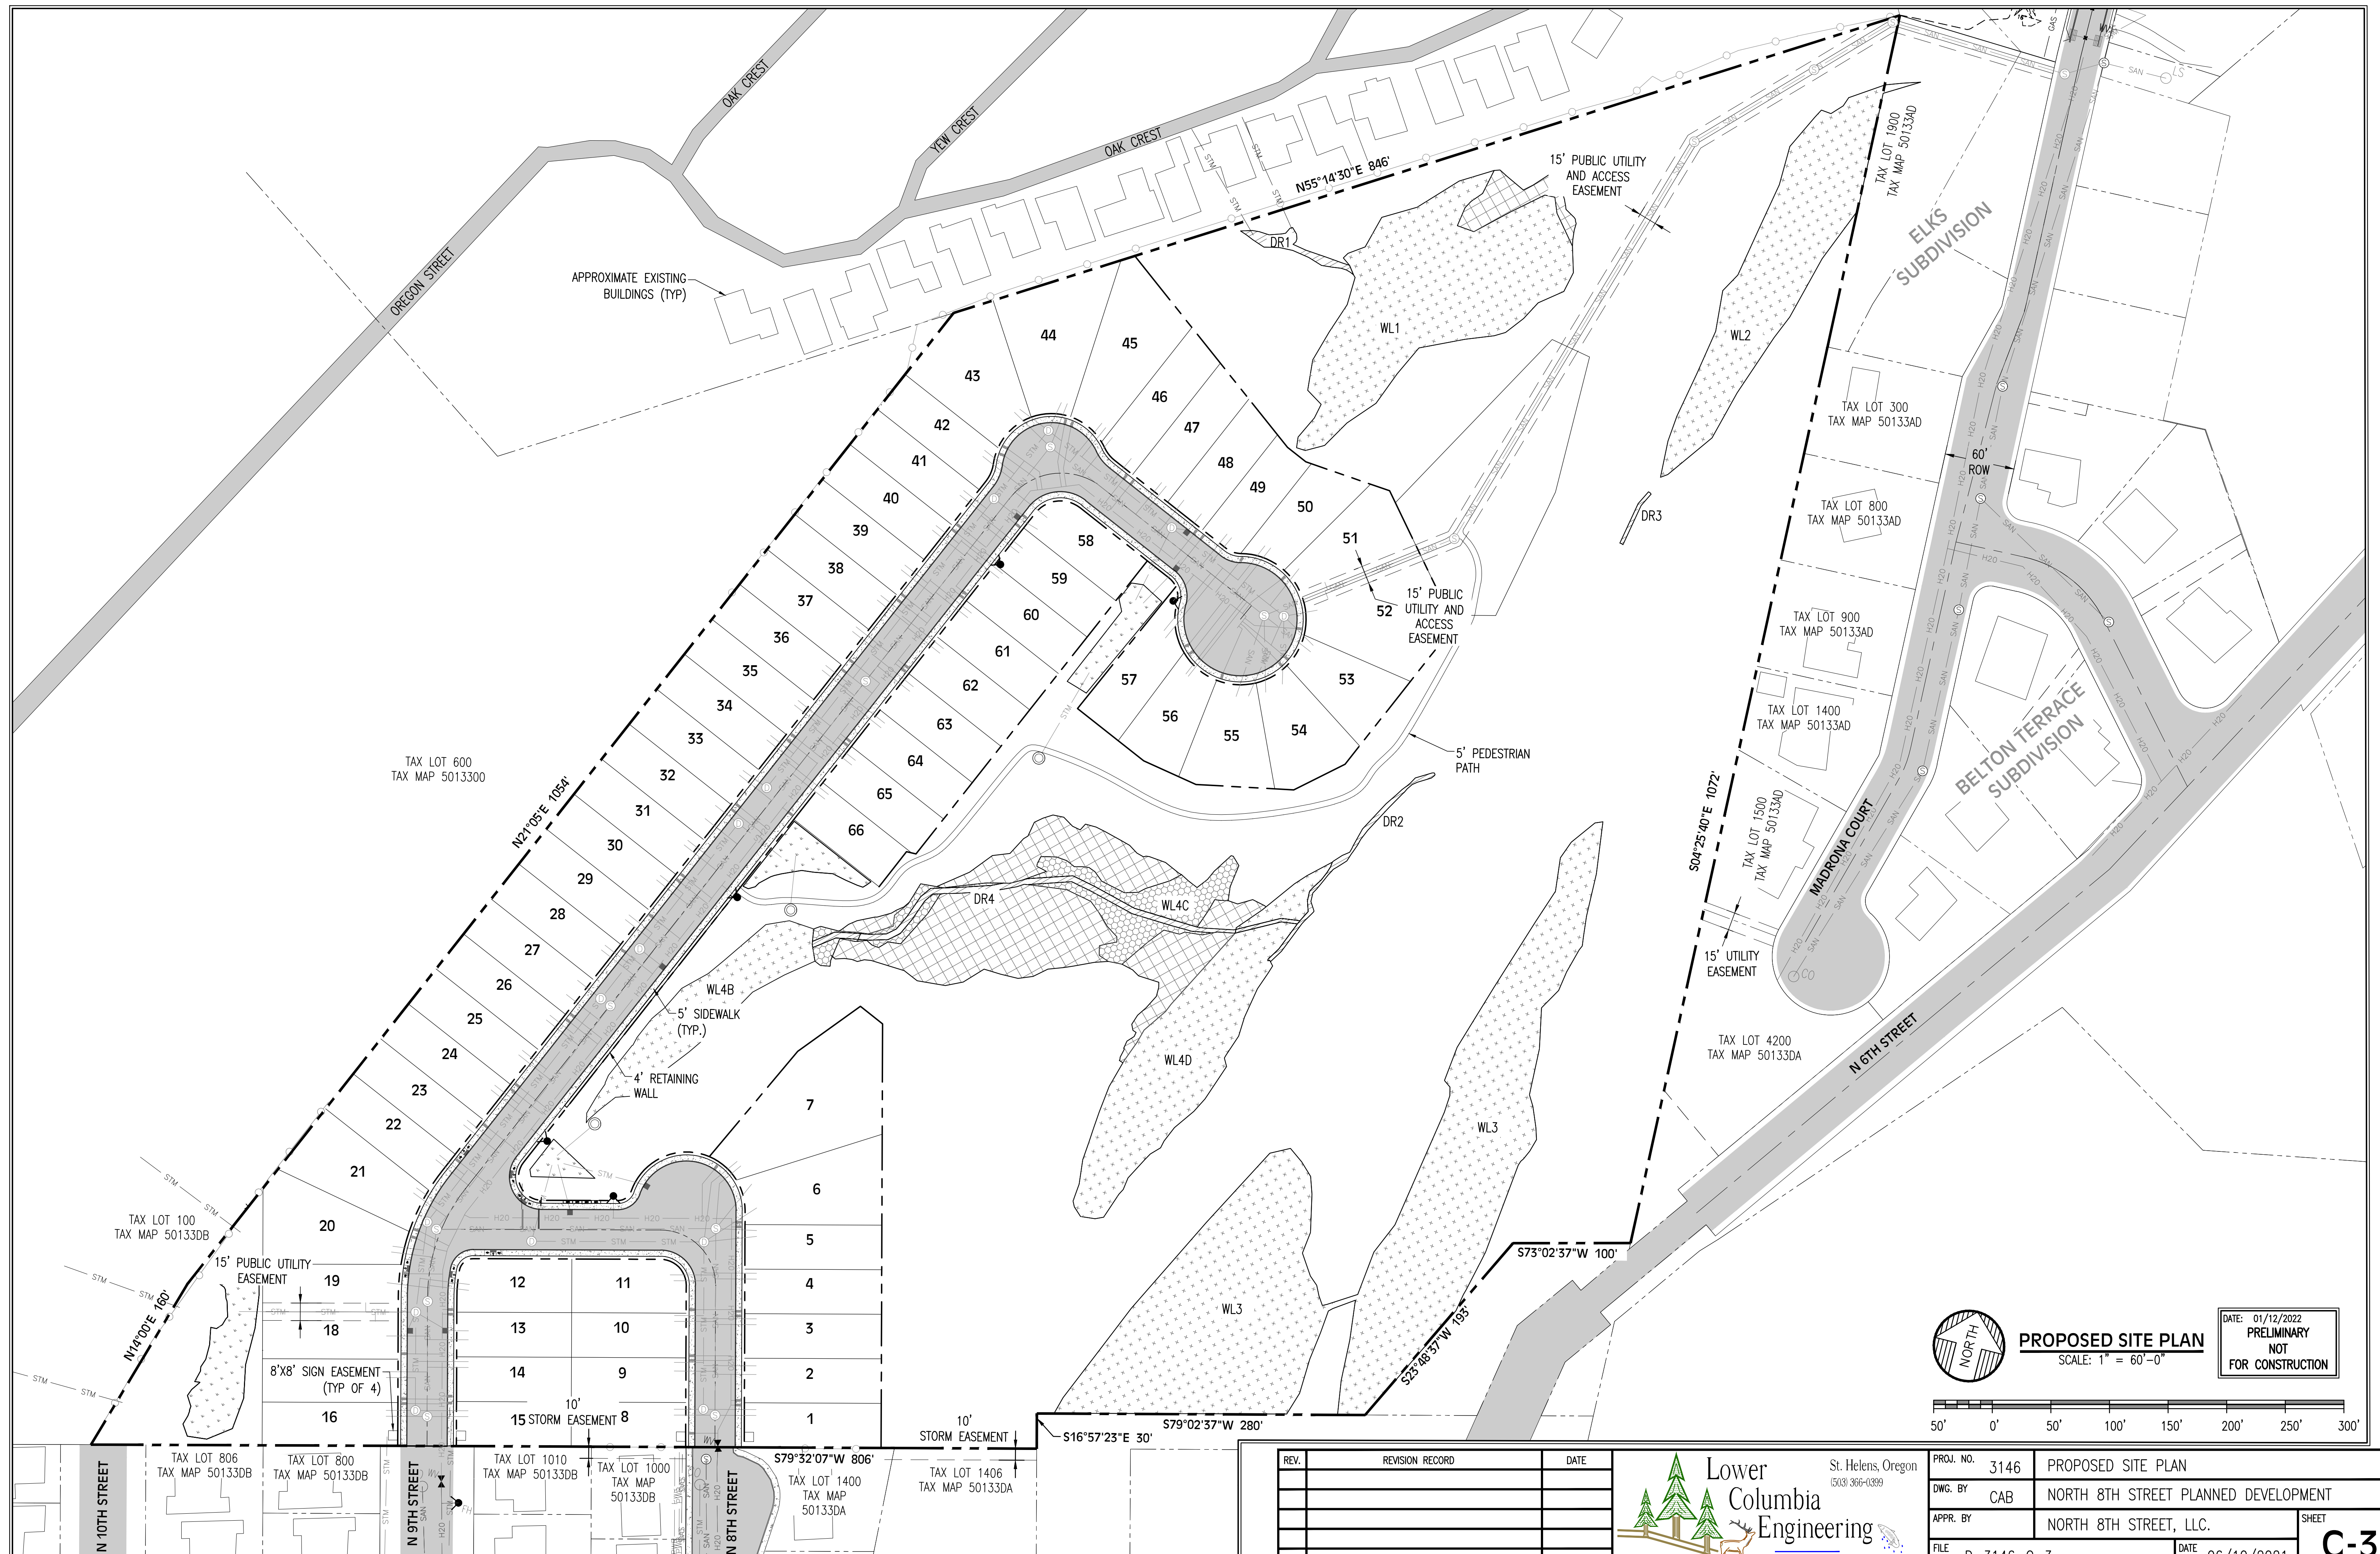 OAK CREST
YEW CREST
OAK CREST
OREGON STREET
N55°14'30"E 846'
APPROXIMATE EXISTING
BUILDINGS (TYP)
15' PUBLIC UTILITY
AND ACCESS
EASEMENT
TAX LOT 1900
TAX MAP 50133AD
ELKS
SUBDIVISION
GAS
LS
STM
STM
STM
STM
DR1
WL1
WL2
DR3
44
45
43
46
42
47
41
48
40
49
39
50
38
51
37
58
36
59
35
60
34
61
33
62
32
63
31
64
30
65
29
66
28
27
26
25
24
23
22
21
20
19
18
16
52
53
54
55
56
57
15' PUBLIC
UTILITY AND
ACCESS
EASEMENT
5' PEDESTRIAN
PATH
TAX LOT 300
TAX MAP 50133AD
60'
ROW
TAX LOT 800
TAX MAP 50133AD
TAX LOT 900
TAX MAP 50133AD
TAX LOT 1400
TAX MAP 50133AD
TAX LOT 1500
TAX MAP 50133AD
BELTON TERRACE
SUBDIVISION
MADRONA COURT
CO
N 6TH STREET
S04°25'40"E 1072'
15' UTILITY
EASEMENT
TAX LOT 4200
TAX MAP 50133DA
TAX LOT 600
TAX MAP 5013300
N21°05'E 1054'
DR2
DR4
WL4C
WL4B
WL4D
WL3
WL3
5' SIDEWALK
(TYP.)
4' RETAINING
WALL
7
6
5
4
3
2
1
12
11
13
10
14
9
15
8
TAX LOT 100
TAX MAP 50133DB
15' PUBLIC UTILITY
EASEMENT
N14°00'E 160'
8'X8' SIGN EASEMENT
(TYP OF 4)
10'
STORM EASEMENT
10'
STORM EASEMENT
S73°02'37"W 100'
S23°48'37"W 193'
S79°02'37"W 280'
S16°57'23"E 30'
S79°32'07"W 806'
TAX LOT 806
TAX MAP 50133DB
TAX LOT 800
TAX MAP 50133DB
TAX LOT 1010
TAX MAP 50133DB
TAX LOT 1000
TAX MAP
50133DB
TAX LOT 1400
TAX MAP
50133DA
TAX LOT 1406
TAX MAP 50133DA
N 10TH STREET
N 9TH STREET
N 8TH STREET
FH
NORTH
PROPOSED SITE PLAN
SCALE: 1" = 60'-0"
DATE: 01/12/2022
PRELIMINARY
NOT
FOR CONSTRUCTION
50' 0' 50' 100' 150' 200' 250' 300'
REV. REVISION RECORD DATE
Lower
Columbia
Engineering
St. Helens, Oregon
(503) 366-0399
PROJ. NO. 3146 PROPOSED SITE PLAN
DWG. BY CAB NORTH 8TH STREET PLANNED DEVELOPMENT
APPR. BY NORTH 8TH STREET, LLC.
SHEET
C-3
FILE
DATE